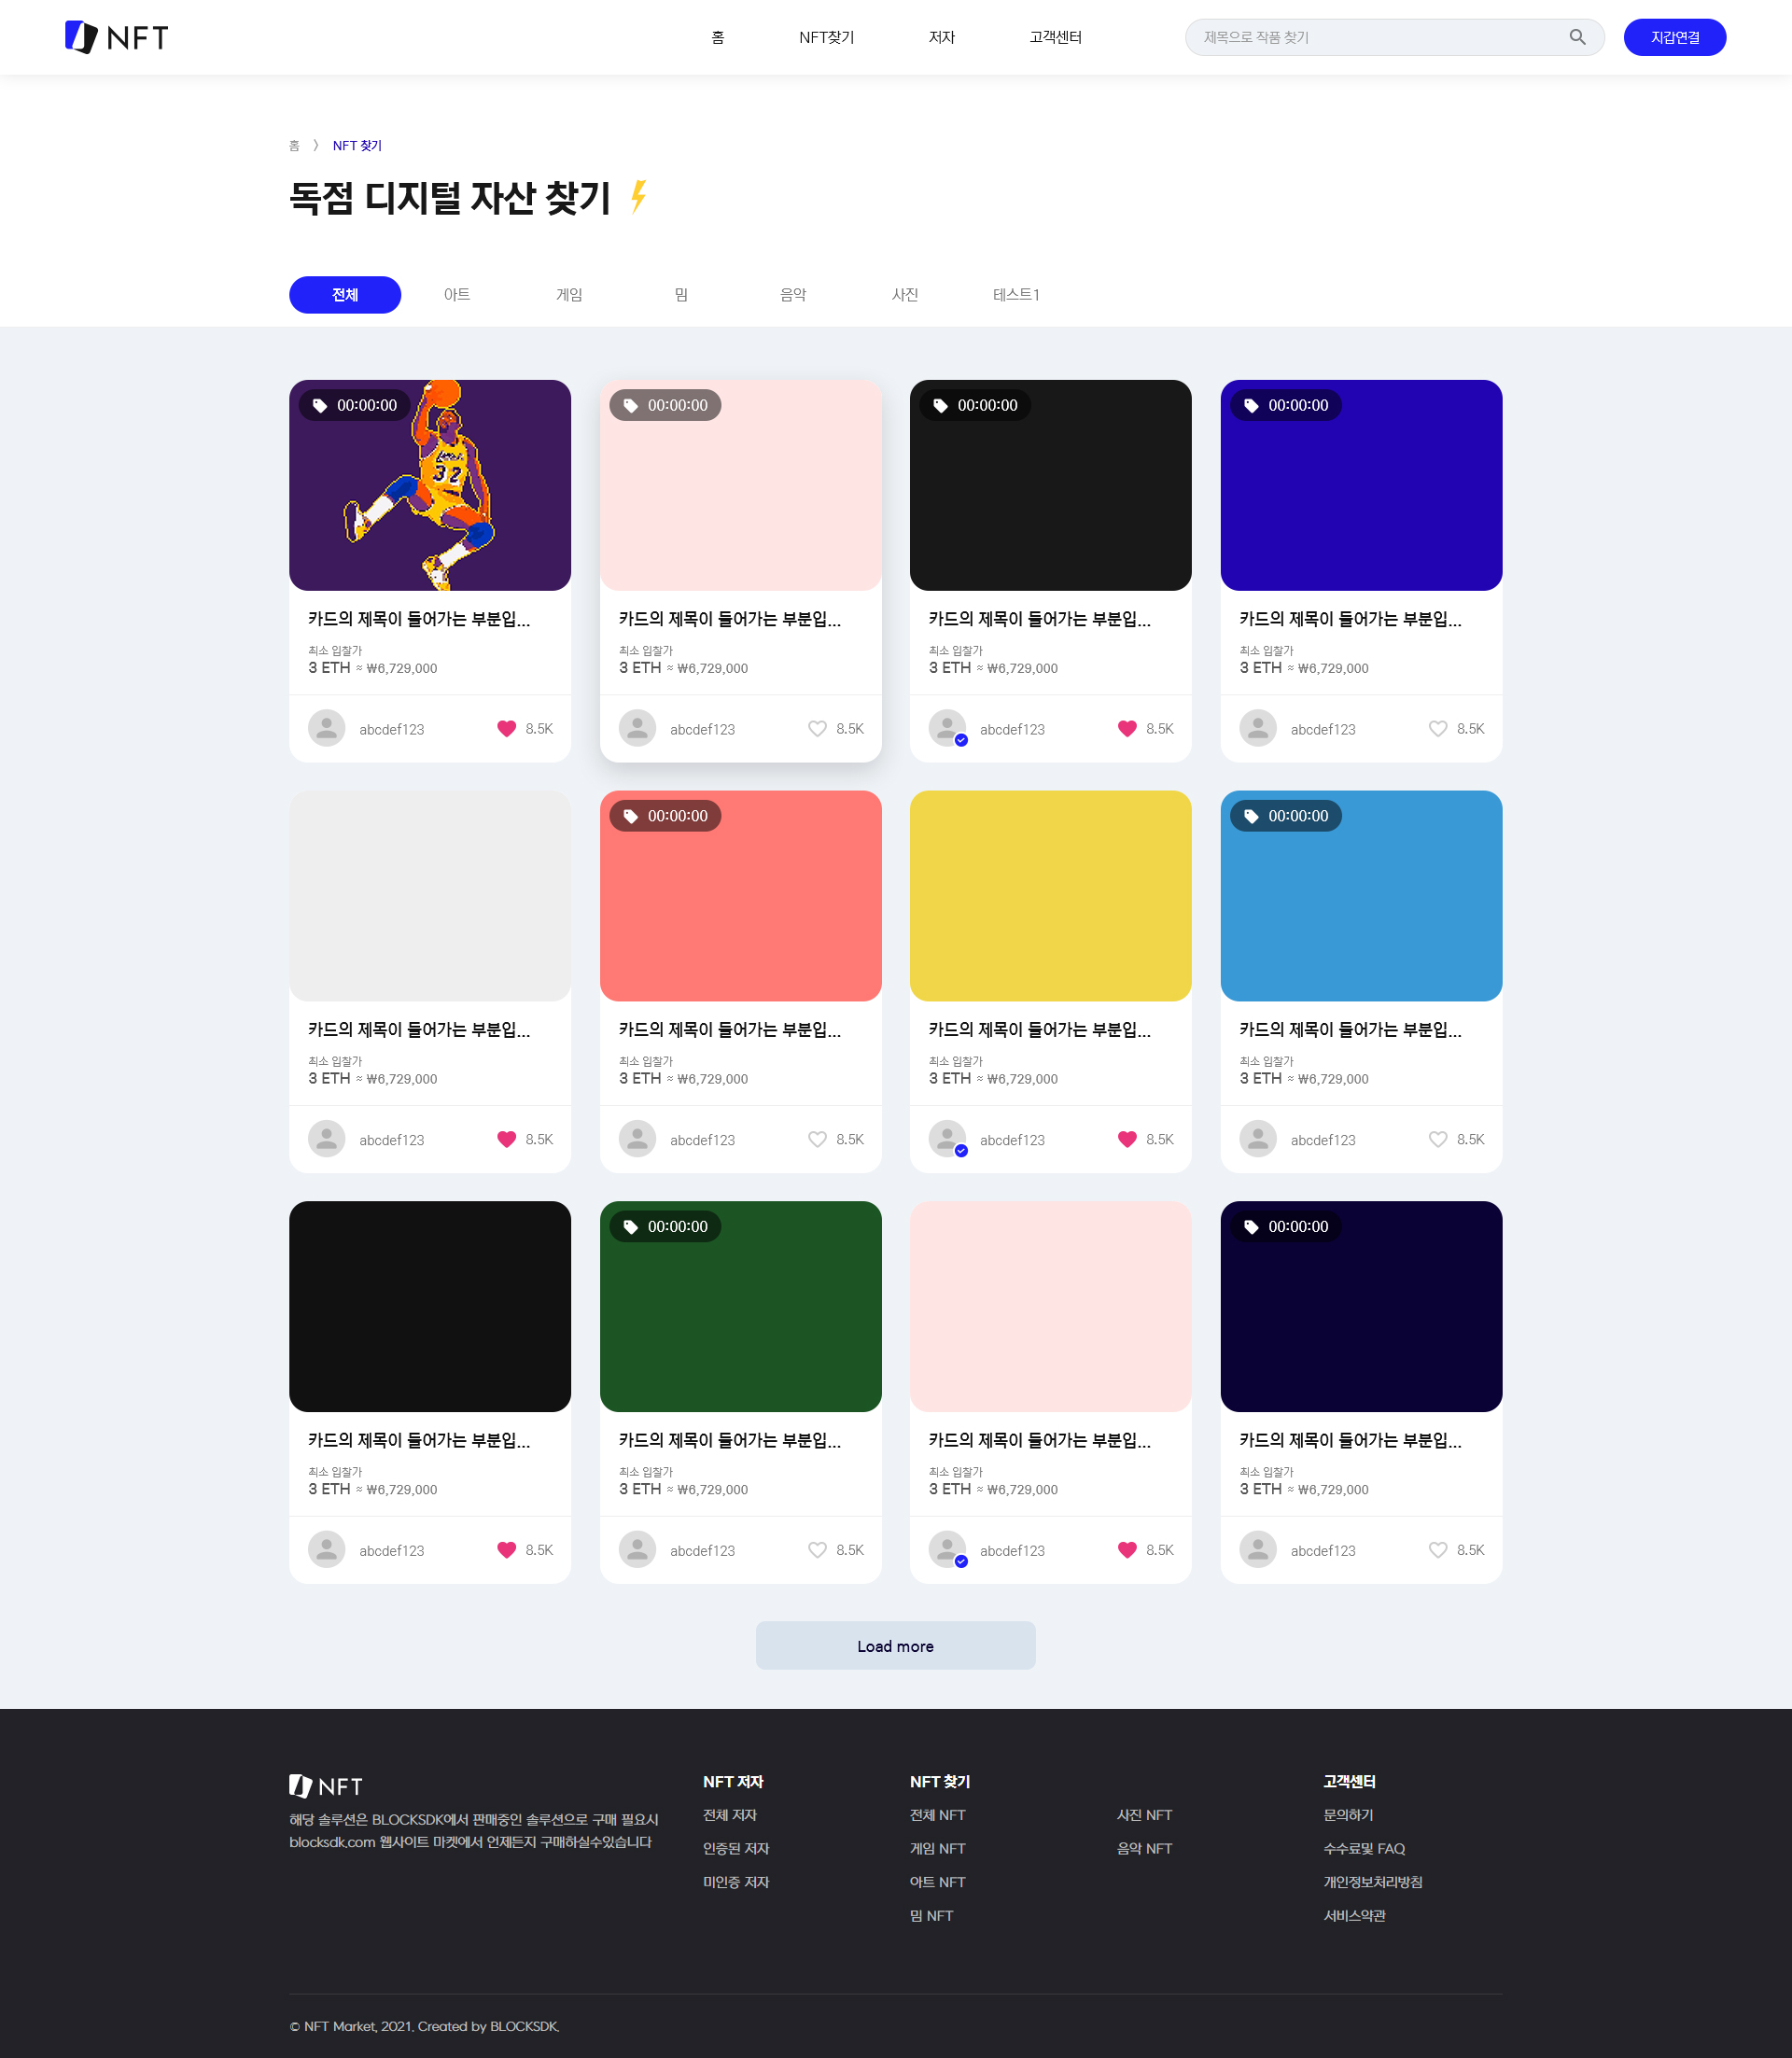 NFT
홈 NFT찾기 저자 고객센터 제목으로 작품 찾기 지갑연결
홈 〉 NFT 찾기
독점 디지털 자산 찾기
전체 아트 게임 밈 음악 사진 테스트1
00:00:00 00:00:00 00:00:00 00:00:00
32
카드의 제목이 들어가는 부분입... 카드의 제목이 들어가는 부분입... 카드의 제목이 들어가는 부분입... 카드의 제목이 들어가는 부분입...
최소 입찰가 최소 입찰가 최소 입찰가 최소 입찰가
3 ETH ≈ ₩6,729,000 3 ETH ≈ ₩6,729,000 3 ETH ≈ ₩6,729,000 3 ETH ≈ ₩6,729,000
abcdef123 8.5K abcdef123 8.5K abcdef123 8.5K abcdef123 8.5K
00:00:00 00:00:00
카드의 제목이 들어가는 부분입... 카드의 제목이 들어가는 부분입... 카드의 제목이 들어가는 부분입... 카드의 제목이 들어가는 부분입...
최소 입찰가 최소 입찰가 최소 입찰가 최소 입찰가
3 ETH ≈ ₩6,729,000 3 ETH ≈ ₩6,729,000 3 ETH ≈ ₩6,729,000 3 ETH ≈ ₩6,729,000
abcdef123 8.5K abcdef123 8.5K abcdef123 8.5K abcdef123 8.5K
00:00:00 00:00:00
카드의 제목이 들어가는 부분입... 카드의 제목이 들어가는 부분입... 카드의 제목이 들어가는 부분입... 카드의 제목이 들어가는 부분입...
최소 입찰가 최소 입찰가 최소 입찰가 최소 입찰가
3 ETH ≈ ₩6,729,000 3 ETH ≈ ₩6,729,000 3 ETH ≈ ₩6,729,000 3 ETH ≈ ₩6,729,000
abcdef123 8.5K abcdef123 8.5K abcdef123 8.5K abcdef123 8.5K
Load more
NFT
해당 솔루션은 BLOCKSDK에서 판매중인 솔루션으로 구매 필요시
blocksdk.com 웹사이트 마켓에서 언제든지 구매하실수있습니다
NFT 저자
전체 저자
인증된 저자
미인증 저자
NFT 찾기
전체 NFT
게임 NFT
아트 NFT
밈 NFT
사진 NFT
음악 NFT
고객센터
문의하기
수수료및 FAQ
개인정보처리방침
서비스약관
© NFT Market, 2021. Created by BLOCKSDK.